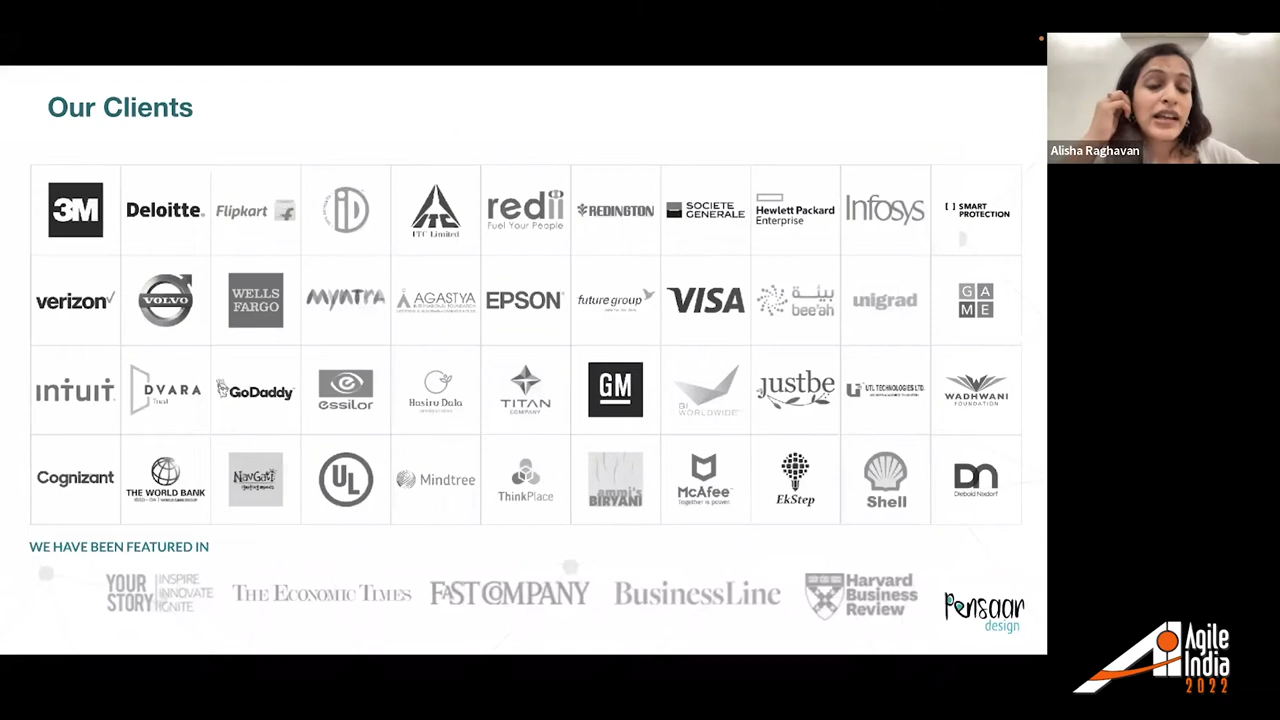 Our Clients
Alisha Raghavan
3M
Deloitte.
Flipkart
iD
ITC Limited
redii
Fuel Your People
REDINGTON
SOCIETE
GENERALE
Hewlett Packard
Enterprise
Infosys
[ ] SMART
PROTECTION
verizon✓
VOLVO
WELLS
FARGO
Myntra
AGASTYA
EPSON
future group
VISA
بيئة
bee'ah
unigrad
GA
ME
ıntuıt
DVARA
Trust
GoDaddy
essilor
Hasiru Dala
TITAN
COMPANY
GM
BI
WORLDWIDE
justbe
UTL TECHNOLOGIES LTD.
WADHWANI
FOUNDATION
Cognizant
THE WORLD BANK
NavGati
UL
Mindtree
ThinkPlace
ammi's
BIRYANI
McAfee
Together is power.
EkStep
Shell
DN
Diebold Nixdorf
WE HAVE BEEN FEATURED IN
YOUR
STORY
INSPIRE
INNOVATE
IGNITE
THE ECONOMIC TIMES
FAST COMPANY
BusinessLine
Harvard
Business
Review
Pensaar
design
Agile
India
2022